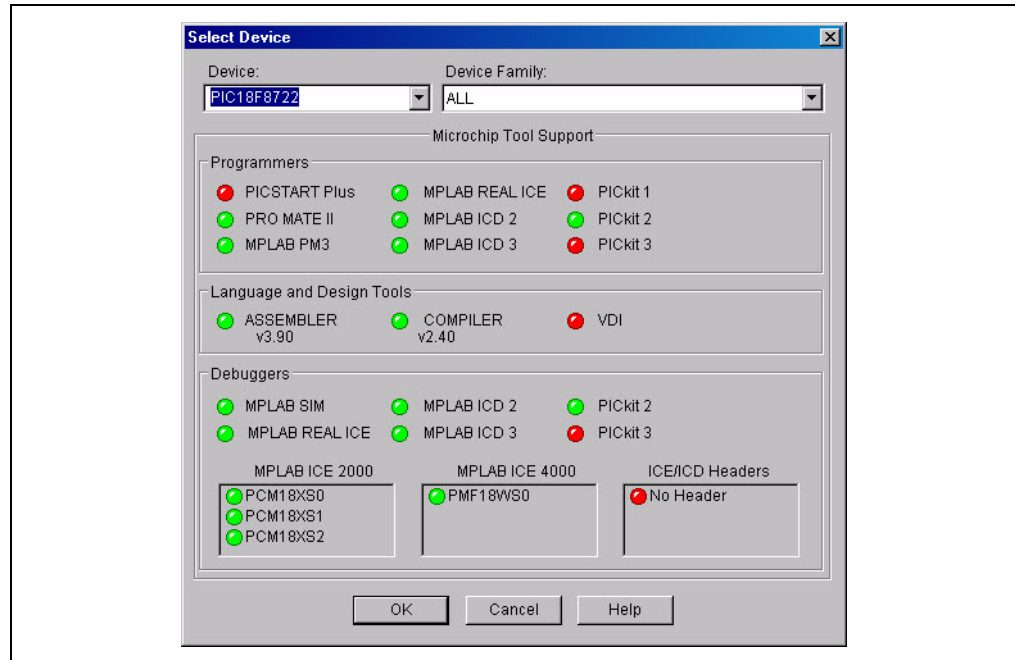 Select Device
Device: Device Family:
PIC18F8722 ALL
Microchip Tool Support
Programmers
PICSTART Plus MPLAB REAL ICE PICkit 1
PRO MATE II MPLAB ICD 2 PICkit 2
MPLAB PM3 MPLAB ICD 3 PICkit 3
Language and Design Tools
ASSEMBLER COMPILER VDI
v3.90 v2.40
Debuggers
MPLAB SIM MPLAB ICD 2 PICkit 2
MPLAB REAL ICE MPLAB ICD 3 PICkit 3
MPLAB ICE 2000 MPLAB ICE 4000 ICE/ICD Headers
PCM18XS0 PMF18WS0 No Header
PCM18XS1
PCM18XS2
OK Cancel Help